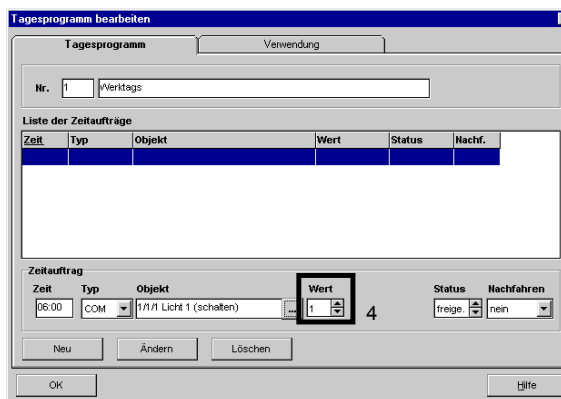 Tagesprogramm bearbeiten
Tagesprogramm Verwendung
Nr. 1 Werktags
Liste der Zeitaufträge
Zeit Typ Objekt Wert Status Nachf.
Zeitauftrag
Zeit Typ Objekt Wert Status Nachfahren
06:00 COM 1/1/1 Licht 1 (schalten) ... 1 4 freige. nein
Neu Ändern Löschen
OK Hilfe